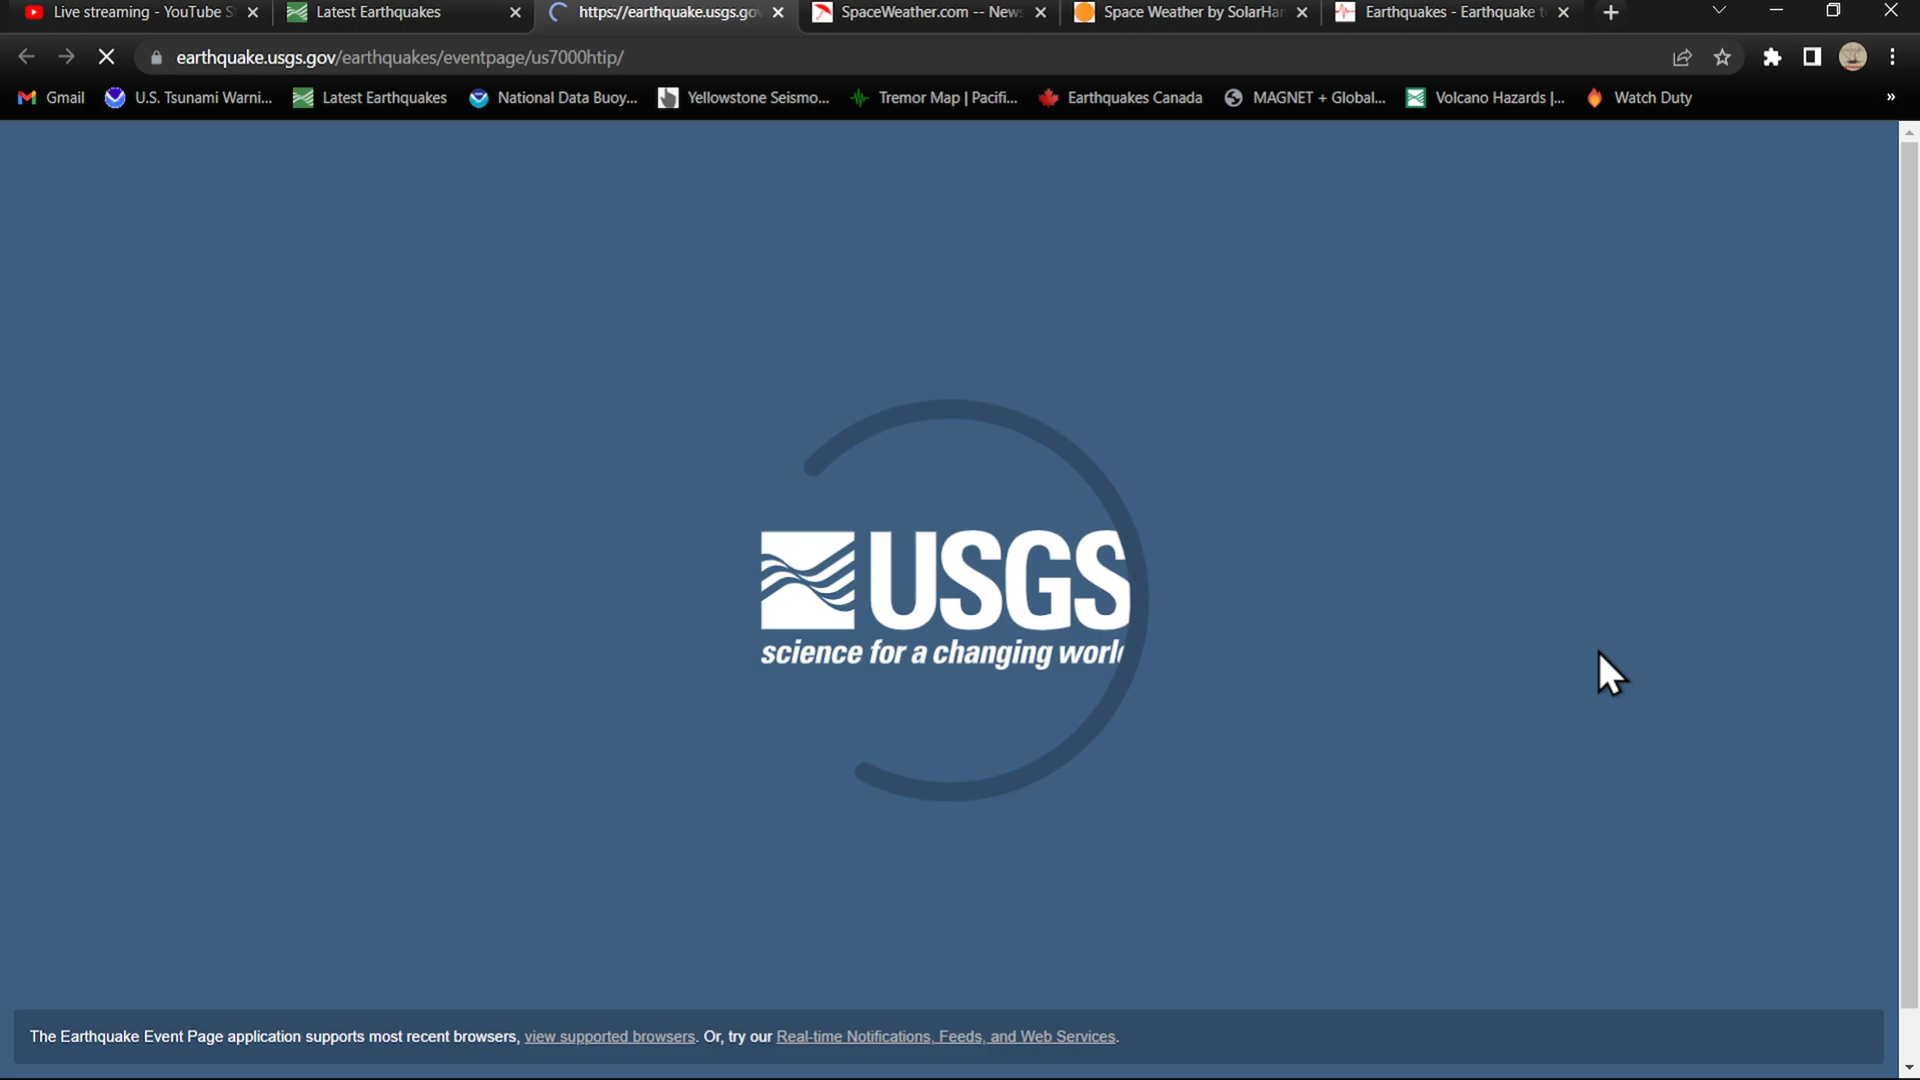 Live streaming - YouTube S
Latest Earthquakes
https://earthquake.usgs.go
SpaceWeather.com -- News
Space Weather by SolarHam
Earthquakes - Earthquake t
earthquake.usgs.gov/earthquakes/eventpage/us7000htip/
Gmail
U.S. Tsunami Warni...
Latest Earthquakes
National Data Buoy...
Yellowstone Seismo...
Tremor Map | Pacifi...
Earthquakes Canada
MAGNET + Global...
Volcano Hazards |...
Watch Duty
»
USGS
science for a changing world
The Earthquake Event Page application supports most recent browsers, view supported browsers. Or, try our Real-time Notifications, Feeds, and Web Services.